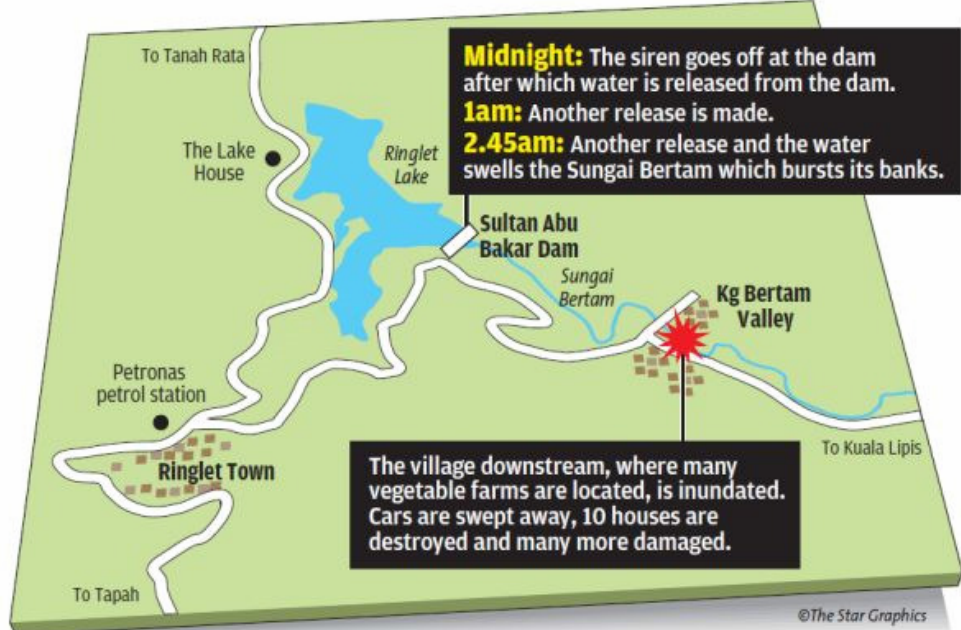 To Tanah Rata
Midnight: The siren goes off at the dam
after which water is released from the dam.
1am: Another release is made.
2.45am: Another release and the water
swells the Sungai Bertam which bursts its banks.
The Lake
House
Ringlet
Lake
Sultan Abu
Bakar Dam
Sungai
Bertam
Kg Bertam
Valley
Petronas
petrol station
Ringlet Town
To Kuala Lipis
The village downstream, where many
vegetable farms are located, is inundated.
Cars are swept away, 10 houses are
destroyed and many more damaged.
To Tapah
©The Star Graphics